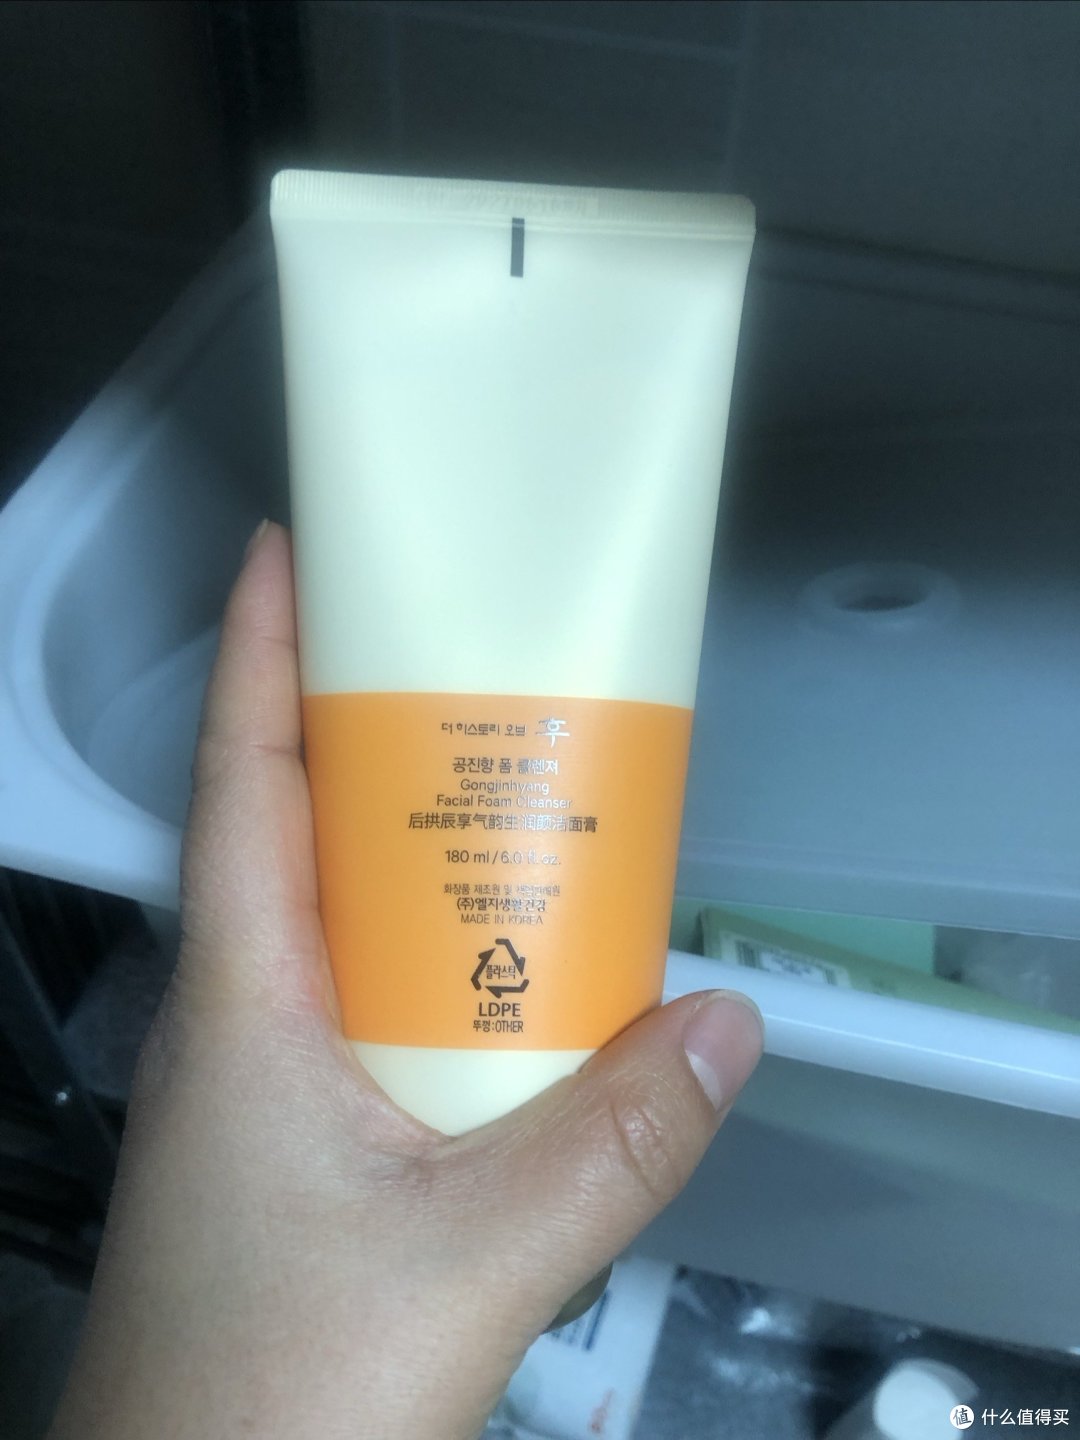 더 히스토리 오브 후
공진향 폼 클렌져
Gongjinhyang
Facial Foam Cleanser
后拱辰享气韵生润颜洁面膏
180 ml / 6.0 fl. oz.
화장품 제조원 및 책임판매원
(주)엘지생활건강
MADE IN KOREA
플라스틱
LDPE
뚜껑:OTHER
值 什么值得买